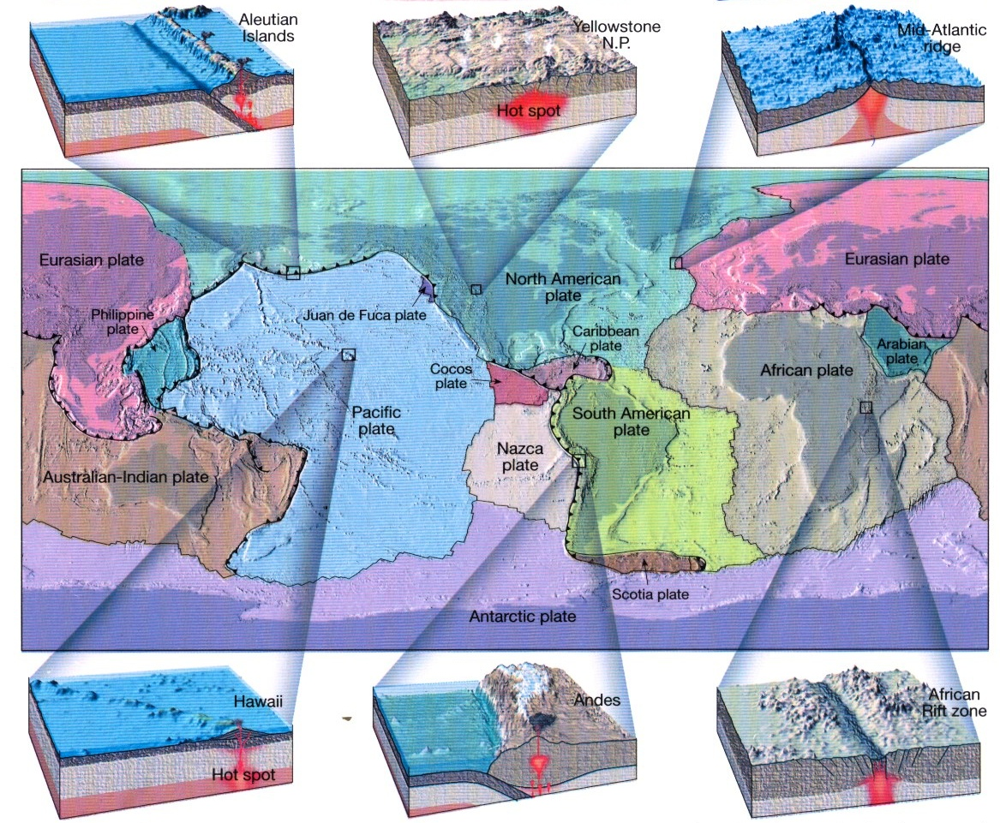 Aleutian
Islands
Yellowstone
N.P.
Hot spot
Mid-Atlantic
ridge
Eurasian plate
North American
plate
Eurasian plate
Philippine
plate
Juan de Fuca plate
Caribbean
plate
Arabian
plate
Cocos
plate
African plate
Pacific
plate
South American
plate
Nazca
plate
Australian-Indian plate
Scotia plate
Antarctic plate
Hawaii
Hot spot
Andes
African
Rift zone